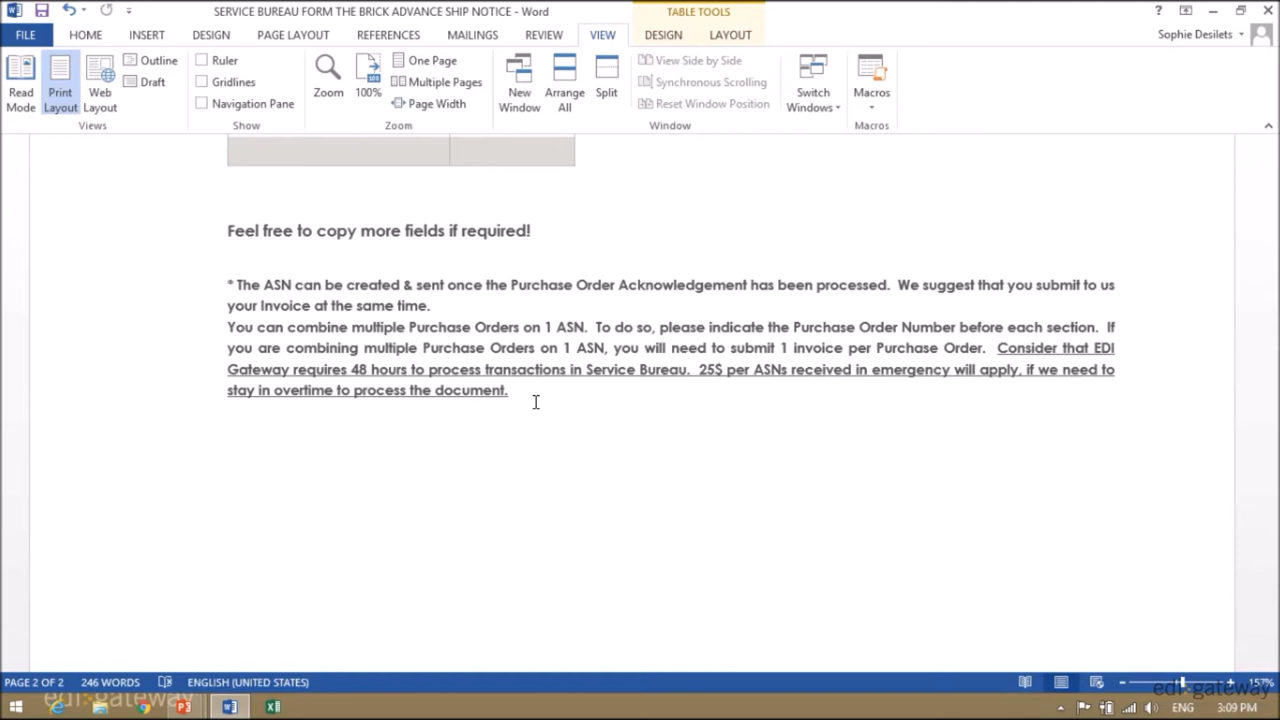 SERVICE BUREAU FORM THE BRICK ADVANCE SHIP NOTICE - Word
TABLE TOOLS
?
FILE HOME INSERT DESIGN PAGE LAYOUT REFERENCES MAILINGS REVIEW VIEW DESIGN LAYOUT
Sophie Desilets
Read Mode
Print Layout
Web Layout
Outline
Draft
Views
Ruler
Gridlines
Navigation Pane
Show
Zoom
100%
One Page
Multiple Pages
Page Width
Zoom
New Window
Arrange All
Split
View Side by Side
Synchronous Scrolling
Reset Window Position
Window
Switch Windows
Macros
Macros
Feel free to copy more fields if required!
* The ASN can be created & sent once the Purchase Order Acknowledgement has been processed. We suggest that you submit to us
your Invoice at the same time.
You can combine multiple Purchase Orders on 1 ASN. To do so, please indicate the Purchase Order Number before each section. If
you are combining multiple Purchase Orders on 1 ASN, you will need to submit 1 invoice per Purchase Order. Consider that EDI
Gateway requires 48 hours to process transactions in Service Bureau. 25$ per ASNs received in emergency will apply, if we need to
stay in overtime to process the document.
PAGE 2 OF 2 246 WORDS ENGLISH (UNITED STATES)
157%
edi gateway
edi gateway
ENG 3:09 PM